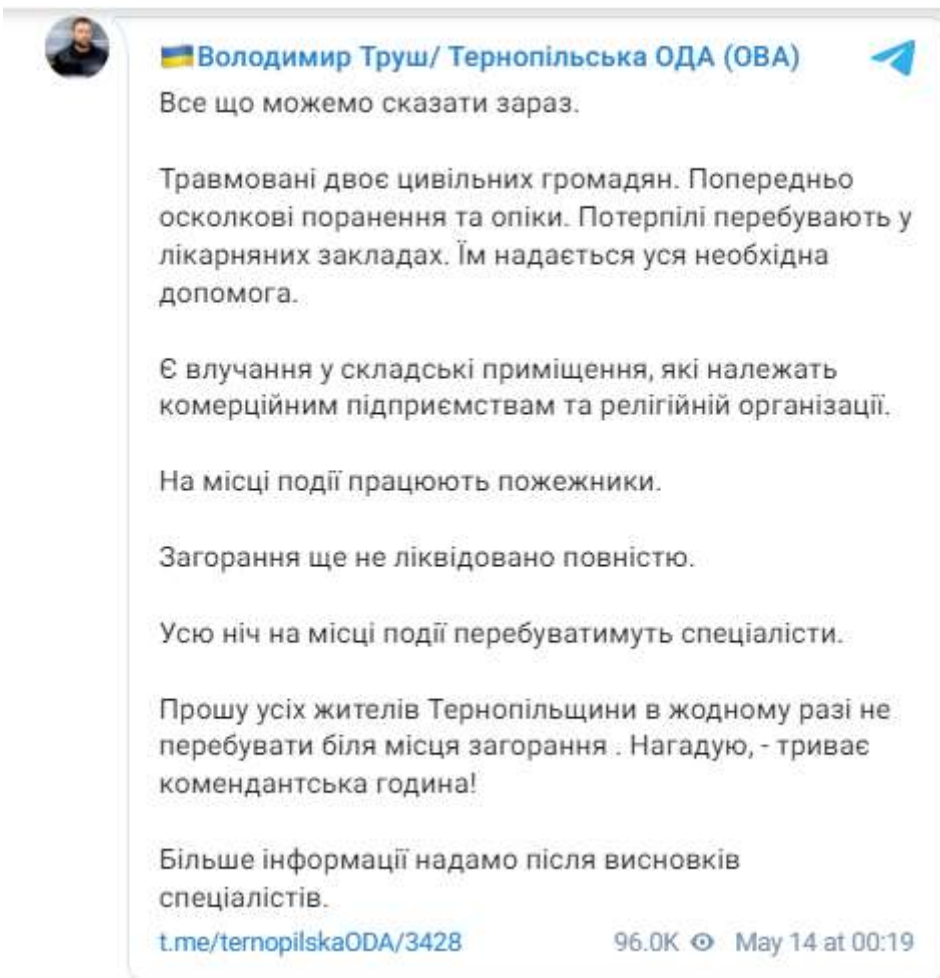 🇺🇦Володимир Труш/ Тернопільська ОДА (ОВА)
Все що можемо сказати зараз.
Травмовані двоє цивільних громадян. Попередньо
осколкові поранення та опіки. Потерпілі перебувають у
лікарняних закладах. Їм надається уся необхідна
допомога.
Є влучання у складські приміщення, які належать
комерційним підприємствам та релігійній організації.
На місці події працюють пожежники.
Загорання ще не ліквідовано повністю.
Усю ніч на місці події перебуватимуть спеціалісти.
Прошу усіх жителів Тернопільщини в жодному разі не
перебувати біля місця загорання . Нагадую, - триває
комендантська година!
Більше інформації надамо після висновків
спеціалістів.
t.me/ternopilskaODA/3428 96.0K May 14 at 00:19